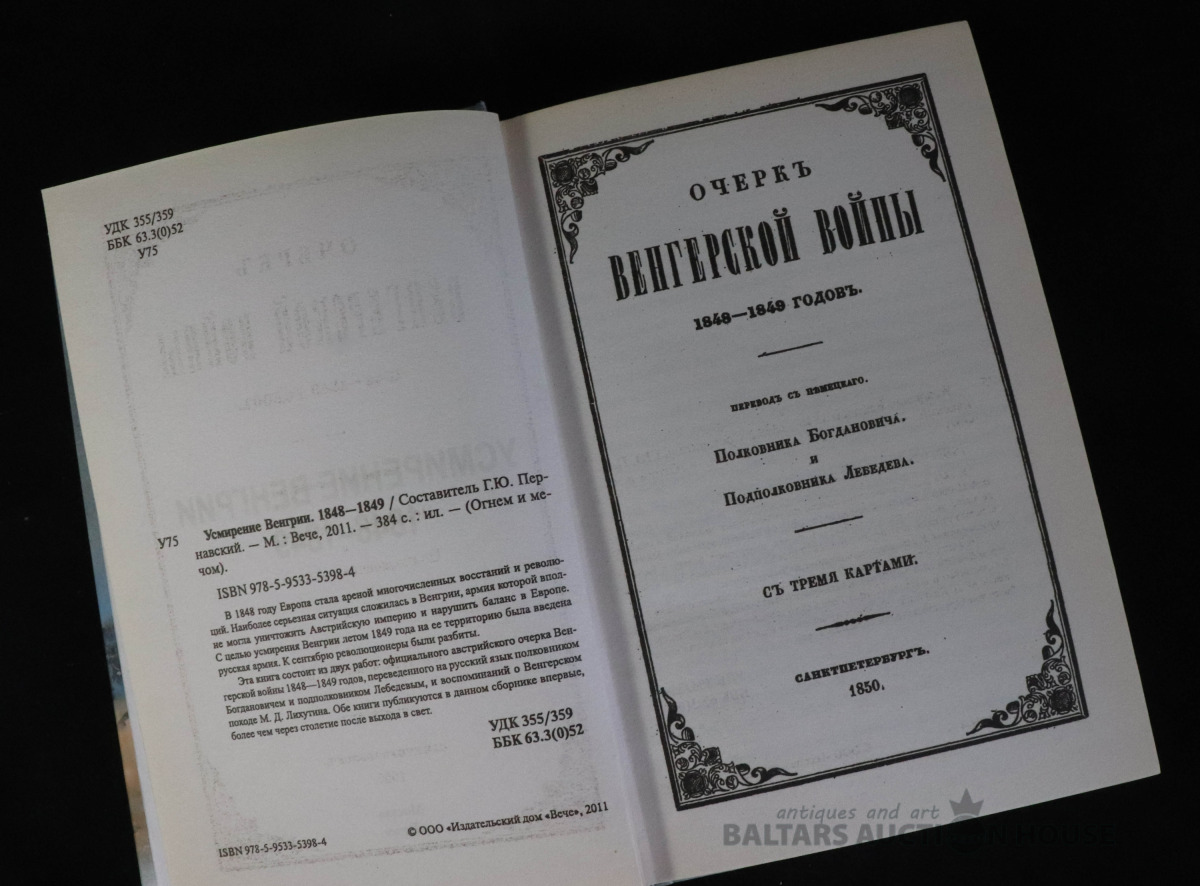 УДК 355/359
ББК 63.3(0)52
У75
У75
Усмирение Венгрии. 1848—1849 / Составитель Г.Ю. Пер-
навский. — М. : Вече, 2011. — 384 с. : ил. — (Огнем и ме-
чом).
ISBN 978-5-9533-5398-4
В 1848 году Европа стала ареной многочисленных восстаний и револю-
ций. Наиболее серьезная ситуация сложилась в Венгрии, армия которой впол-
не могла уничтожить Австрийскую империю и нарушить баланс в Европе.
С целью усмирения Венгрии летом 1849 года на ее территорию была введена
русская армия. К сентябрю революционеры были разбиты.
Эта книга состоит из двух работ: официального австрийского очерка Вен-
герской войны 1848—1849 годов, переведенного на русский язык полковником
Богдановичем и подполковником Лебедевым, и воспоминаний о Венгерском
походе М. Д. Лихутина. Обе книги публикуются в данном сборнике впервые,
более чем через столетие после выхода в свет.
УДК 355/359
ББК 63.3(0)52
© ООО «Издательский дом «Вече», 2011
ISBN 978-5-9533-5398-4
ОЧЕРКЪ
ВЕНГЕРСКОЙ ВОЙНЫ
1848—1849 ГОДОВЪ.
ПЕРЕВОДЪ СЪ НѢМЕЦКАГО.
Полковника Богдановича.
и
Подполковника Лебедева.
СЪ ТРЕМЯ КАРТАМИ.
САНКТПЕТЕРБУРГЪ.
1850.
antiques and art
BALTARS AUCTION HOUSE